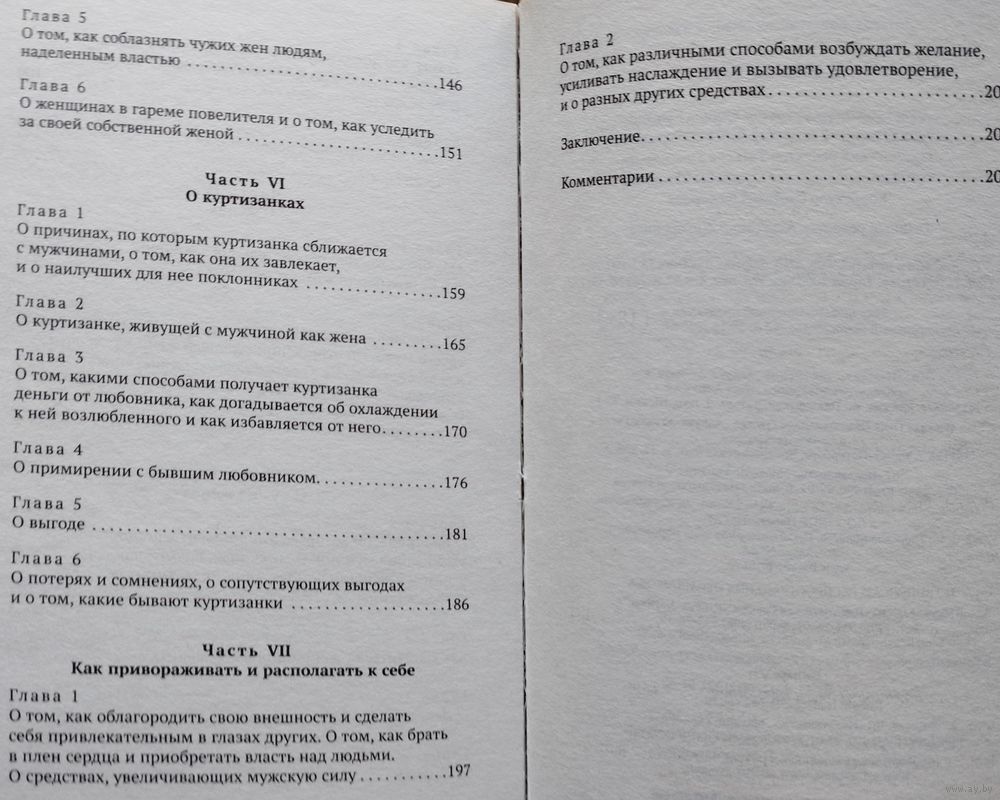 Глава 5
О том, как соблазнять чужих жен людям,
наделенным властью ....................146
Глава 6
О женщинах в гареме повелителя и о том, как уследить
за своей собственной женой ....................151
Часть VI
О куртизанках
Глава 1
О причинах, по которым куртизанка сближается
с мужчинами, о том, как она их завлекает,
и о наилучших для нее поклонниках ................159
Глава 2
О куртизанке, живущей с мужчиной как жена .........165
Глава 3
О том, какими способами получает куртизанка
деньги от любовника, как догадывается об охлаждении
к ней возлюбленного и как избавляется от него........170
Глава 4
О примирении с бывшим любовником................176
Глава 5
О выгоде ........................................181
Глава 6
О потерях и сомнениях, о сопутствующих выгодах
и о том, какие бывают куртизанки ..................186
Часть VII
Как привораживать и располагать к себе
Глава 1
О том, как облагородить свою внешность и сделать
себя привлекательным в глазах других. О том, как брать
в плен сердца и приобретать власть над людьми.
О средствах, увеличивающих мужскую силу ...........197
Глава 2
О том, как различными способами возбуждать желание,
усиливать наслаждение и вызывать удовлетворение,
и о разных других средствах.........................20
Заключение........................................20
Комментарии ......................................20
www.ay.by